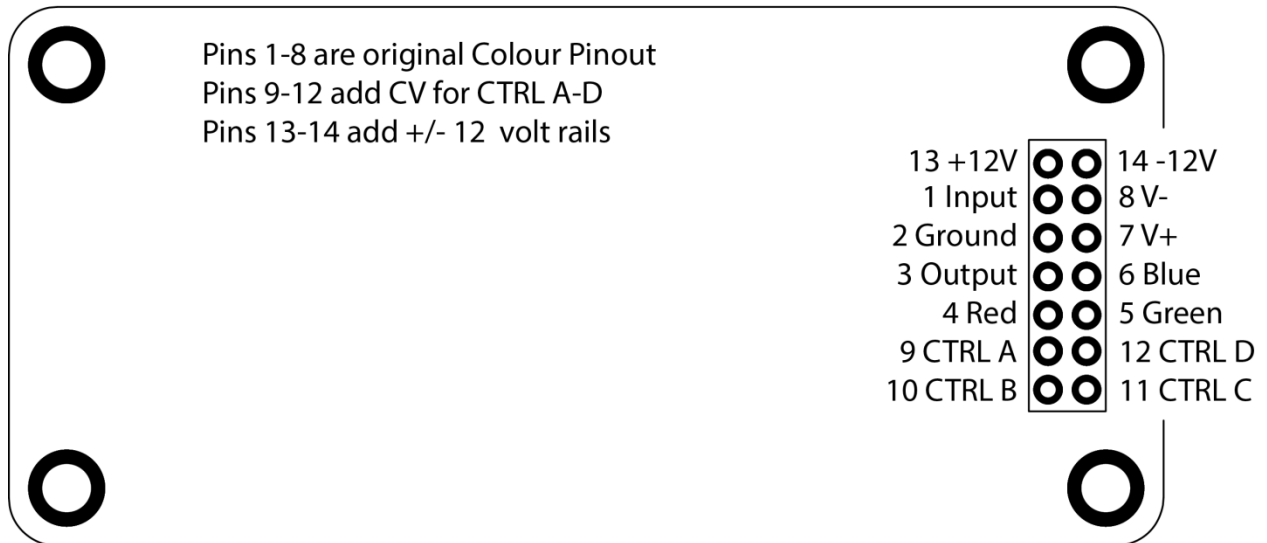 Pins 1-8 are original Colour Pinout
Pins 9-12 add CV for CTRL A-D
Pins 13-14 add +/- 12  volt rails
13 +12V 14 -12V
1 Input 8 V-
2 Ground 7 V+
3 Output 6 Blue
4 Red 5 Green
9 CTRL A 12 CTRL D
10 CTRL B 11 CTRL C